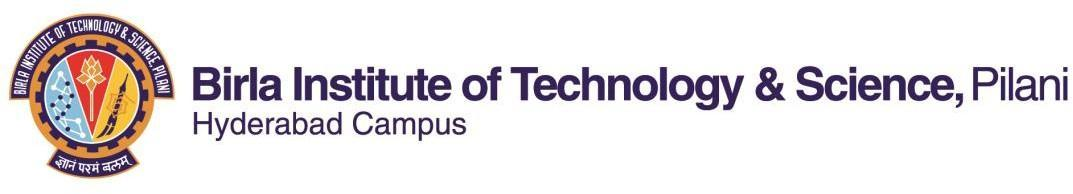 BIRLA INSTITUTE OF TECHNOLOGY & SCIENCE, PILANI
ज्ञानं परमं बलम्
Birla Institute of Technology & Science, Pilani
Hyderabad Campus